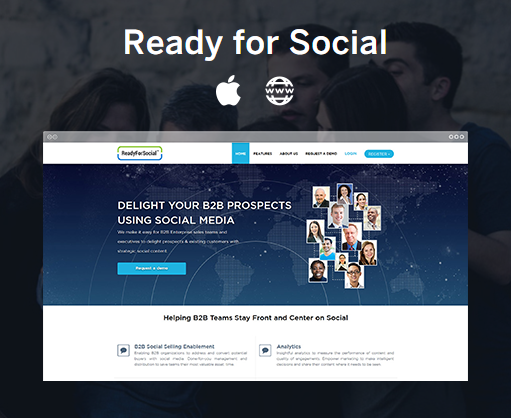 Ready for Social
WWW
ReadyForSocial
HOME FEATURES ABOUT US REQUEST A DEMO LOGIN REGISTER
DELIGHT YOUR B2B PROSPECTS
USING SOCIAL MEDIA
We make it easy for B2B Enterprise sales teams and
executives to delight prospects & existing customers with
strategic social content.
Request a demo
Helping B2B Teams Stay Front and Center on Social
B2B Social Selling Enablement
Enabling B2B organizations to address and convert potential
buyers with social media. Done-for-you management and
distribution to save teams their most valuable asset: time.
Analytics
Insightful analytics to measure the performance of content and
quality of engagements. Empower marketing to make intelligent
decisions and share their content where it needs to be seen.